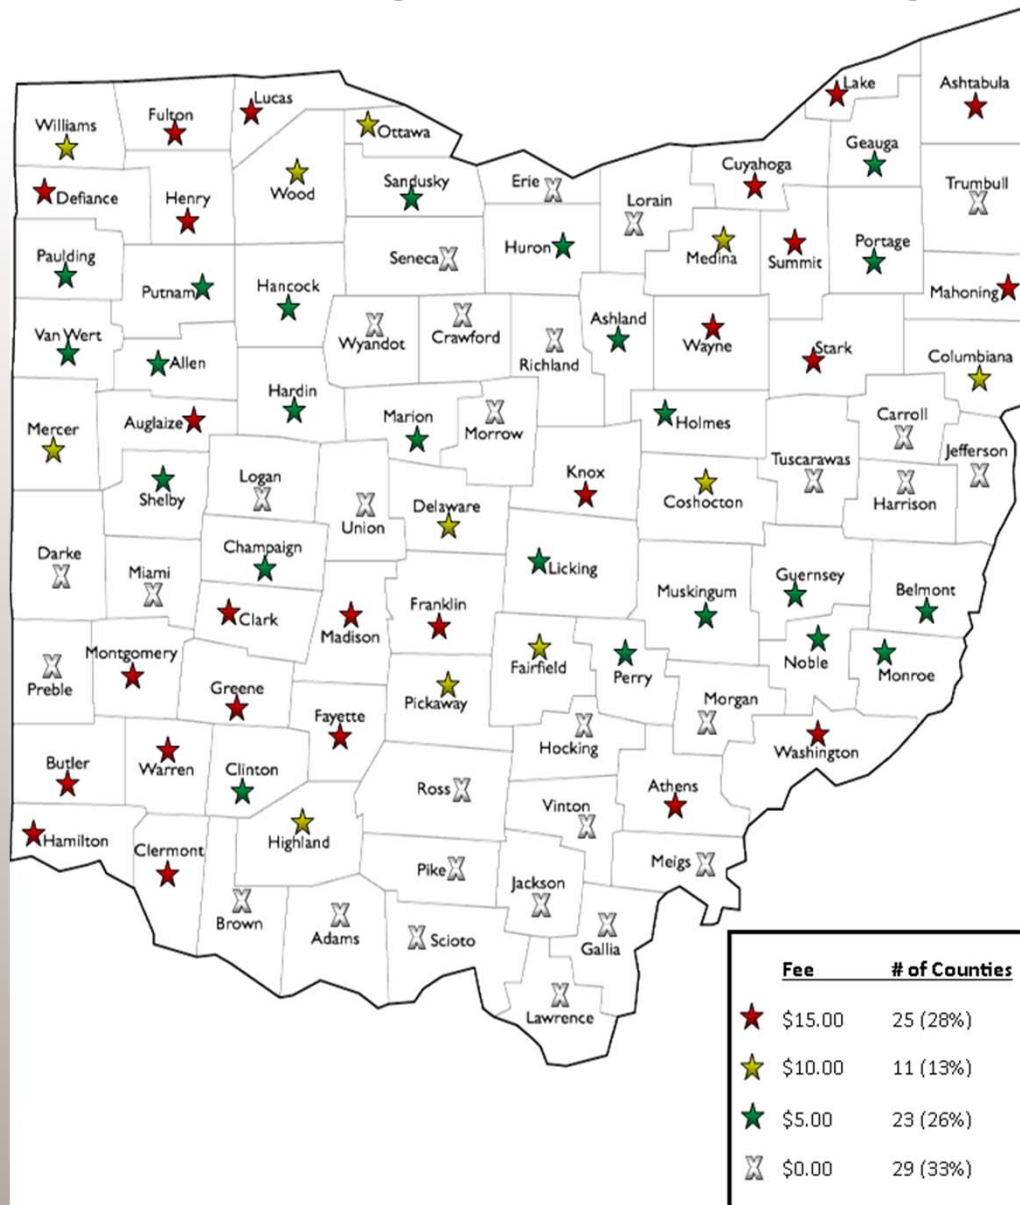 Lake
Ashtabula
Lucas
Fulton
Williams
Ottawa
Geauga
Cuyahoga
Wood
Sandusky
Erie
Trumbull
Defiance
Henry
Lorain
Paulding
Seneca
Huron
Medina
Summit
Portage
Putnam
Hancock
Mahoning
Van Wert
Wyandot
Crawford
Ashland
Wayne
Stark
Columbiana
Allen
Richland
Hardin
Marion
Morrow
Holmes
Carroll
Auglaize
Mercer
Jefferson
Tuscarawas
Logan
Knox
Shelby
Union
Delaware
Coshocton
Harrison
Darke
Champaign
Miami
Licking
Guernsey
Belmont
Muskingum
Clark
Franklin
Madison
Montgomery
Fairfield
Perry
Noble
Monroe
Preble
Greene
Pickaway
Morgan
Fayette
Hocking
Washington
Butler
Warren
Clinton
Ross
Athens
Vinton
Hamilton
Clermont
Highland
Pike
Meigs
Jackson
Brown
Adams
Scioto
Gallia
Lawrence
Fee # of Counties
$15.00 25 (28%)
$10.00 11 (13%)
$5.00 23 (26%)
$0.00 29 (33%)